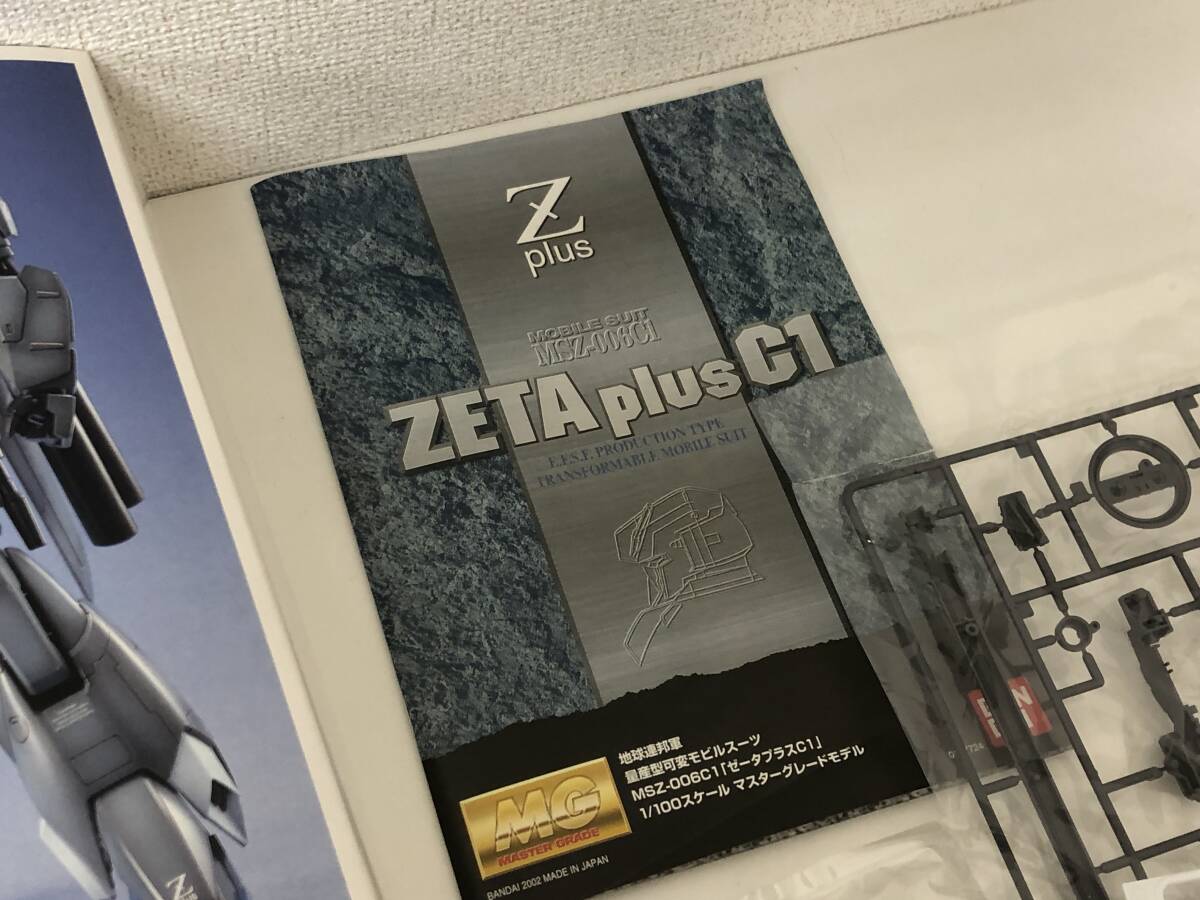 Z
plus
MOBILE SUIT
MSZ-006C1
ZETA plus C1
E.F.S.F. PRODUCTION TYPE
TRANSFORMABLE MOBILE SUIT
地球連邦軍
量産型可変モビルスーツ
MSZ-006C1「ゼータプラスC1」
1/100スケール マスターグレードモデル
MG
MASTER GRADE
BANDAI 2002 MADE IN JAPAN
Z